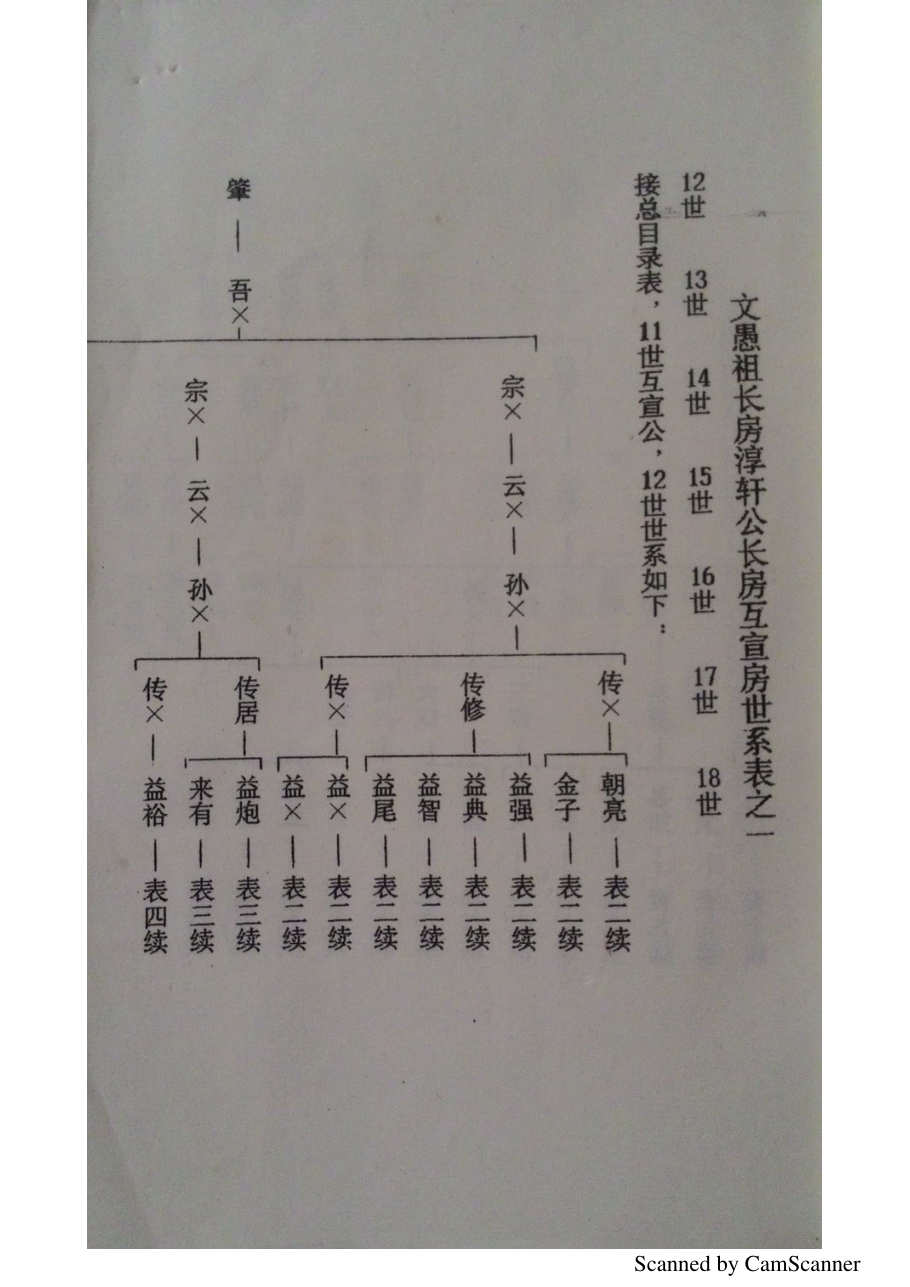 文愚祖长房淳轩公长房互宣房世系表之一
12世 13世 14世 15世 16世 17世 18世
接总目录表，11世互宣公，12世世系如下：
肇 — 吾×
宗× — 云× — 孙×
传×
朝亮 — 表二续
金子 — 表二续
传修
益强 — 表二续
益典 — 表二续
益智 — 表二续
益尾 — 表二续
传×
益× — 表二续
益× — 表二续
宗× — 云× — 孙×
传居
益炮 — 表三续
来有 — 表三续
传× — 益裕 — 表四续
Scanned by CamScanner